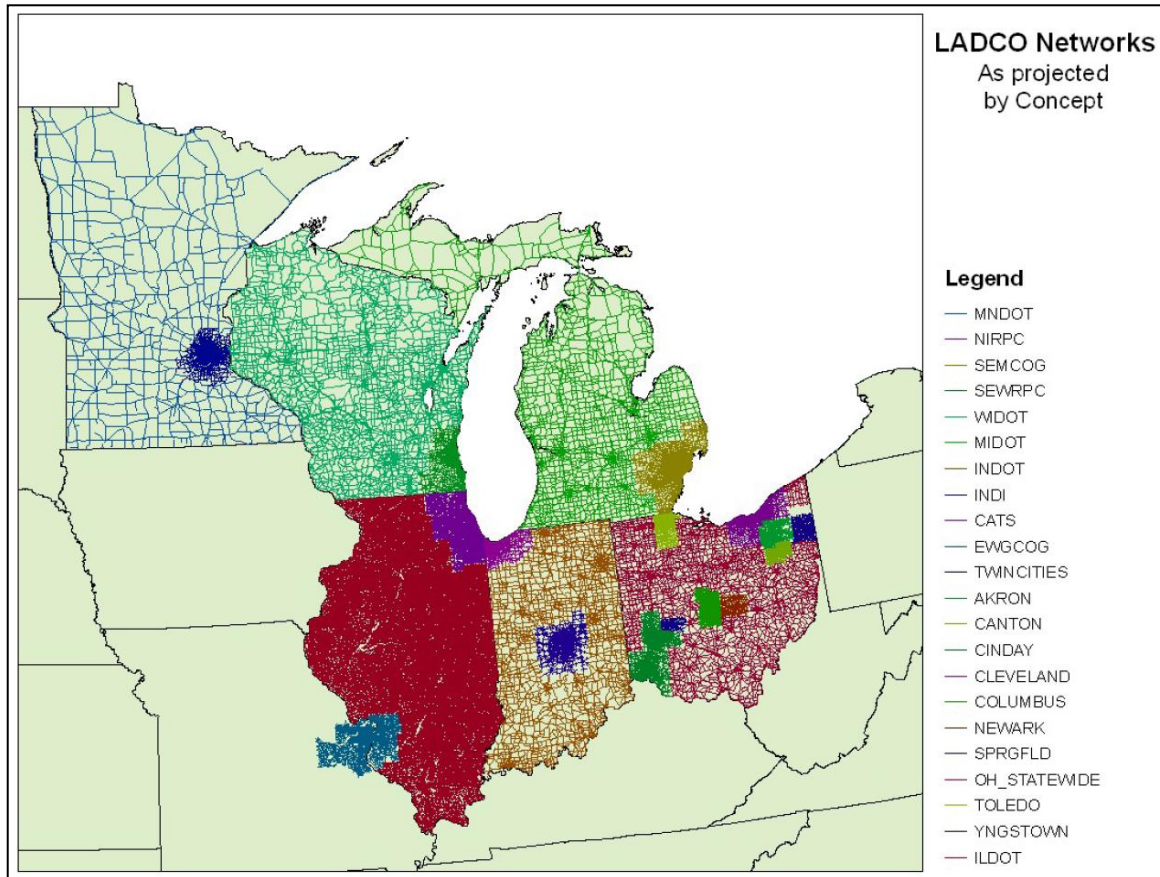 LADCO Networks
As projected
by Concept
Legend
MNDOT
NIRPC
SEMCOG
SEWRPC
WIDOT
MIDOT
INDOT
INDI
CATS
EWGCOG
TWINCITIES
AKRON
CANTON
CINDAY
CLEVELAND
COLUMBUS
NEWARK
SPRGFLD
OH_STATEWIDE
TOLEDO
YNGSTOWN
ILDOT